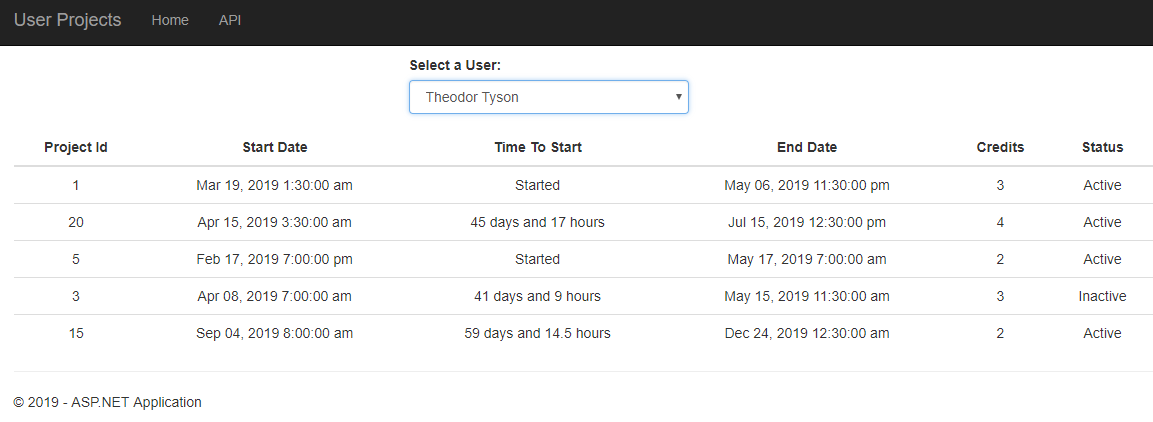 User Projects Home API
Select a User:
Theodor Tyson
Project Id Start Date Time To Start End Date Credits Status
1 Mar 19, 2019 1:30:00 am Started May 06, 2019 11:30:00 pm 3 Active
20 Apr 15, 2019 3:30:00 am 45 days and 17 hours Jul 15, 2019 12:30:00 pm 4 Active
5 Feb 17, 2019 7:00:00 pm Started May 17, 2019 7:00:00 am 2 Active
3 Apr 08, 2019 7:00:00 am 41 days and 9 hours May 15, 2019 11:30:00 am 3 Inactive
15 Sep 04, 2019 8:00:00 am 59 days and 14.5 hours Dec 24, 2019 12:30:00 am 2 Active
© 2019 - ASP.NET Application